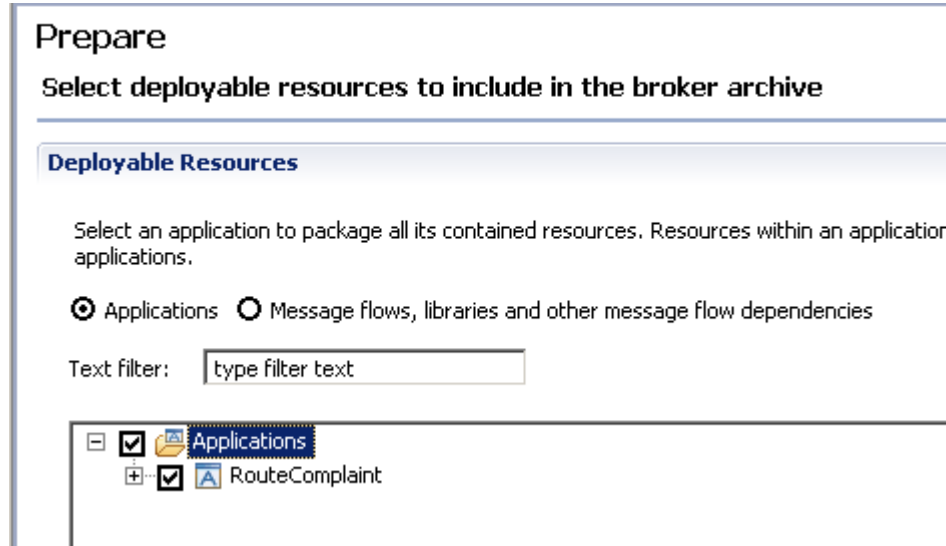 Prepare
Select deployable resources to include in the broker archive
Deployable Resources
Select an application to package all its contained resources. Resources within an application
applications.
Applications Message flows, libraries and other message flow dependencies
Text filter: type filter text
Applications
RouteComplaint